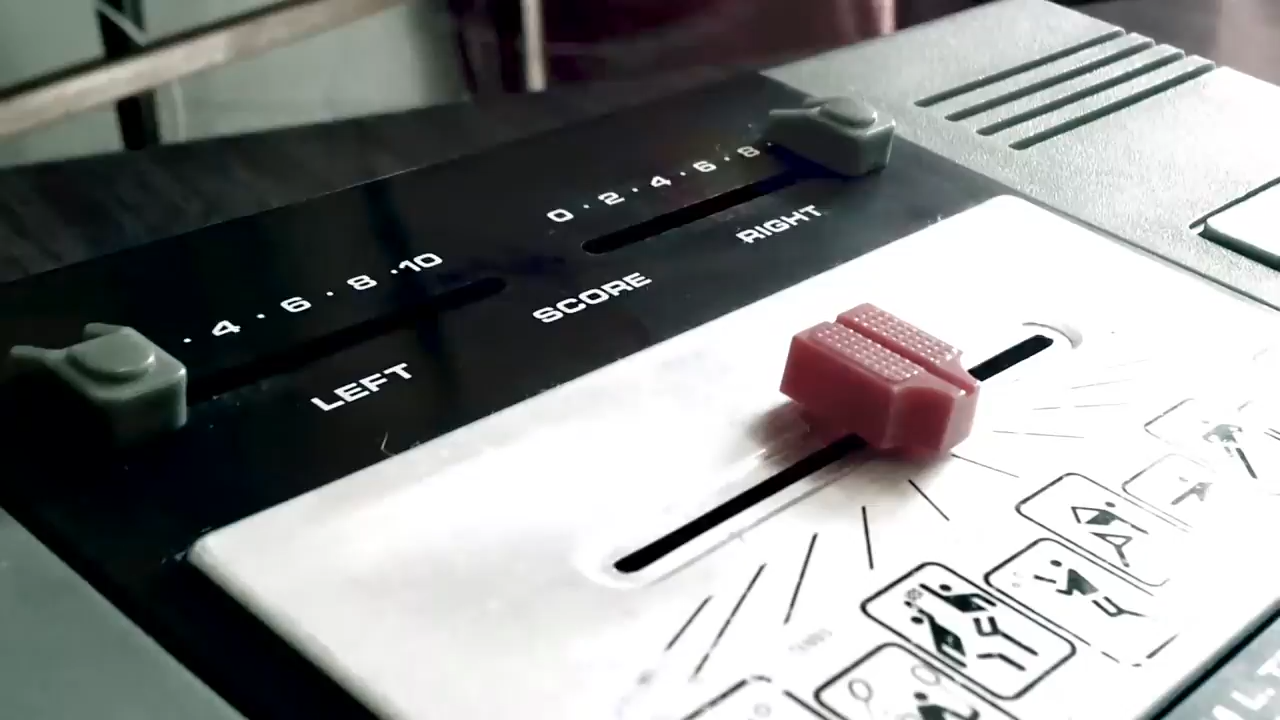 · 4 · 6 · 8 · 10
LEFT
SCORE
0 · 2 · 4 · 6 · 8 ·
RIGHT